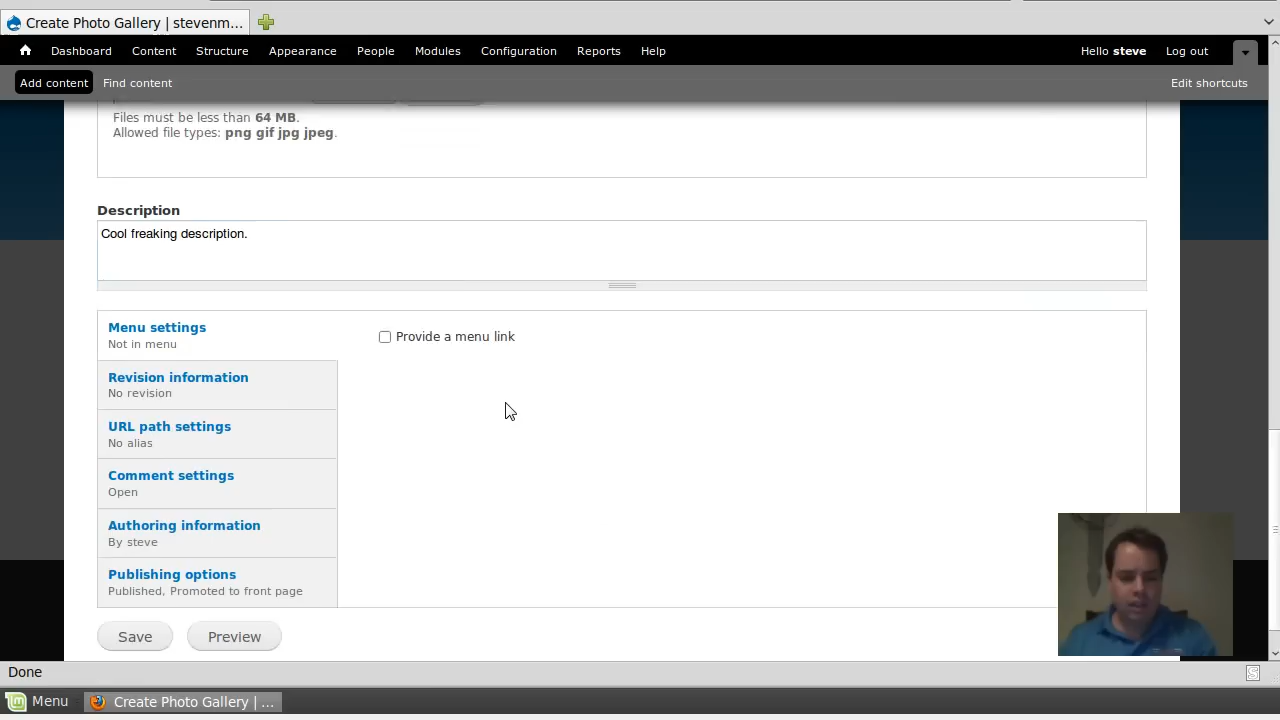 Create Photo Gallery | stevenm...
Dashboard Content Structure Appearance People Modules Configuration Reports Help Hello steve Log out
Add content Find content Edit shortcuts
Files must be less than 64 MB.
Allowed file types: png gif jpg jpeg.
Description
Cool freaking description.
Menu settings
Not in menu
Provide a menu link
Revision information
No revision
URL path settings
No alias
Comment settings
Open
Authoring information
By steve
Publishing options
Published, Promoted to front page
Save Preview
Done
Menu Create Photo Gallery | ...